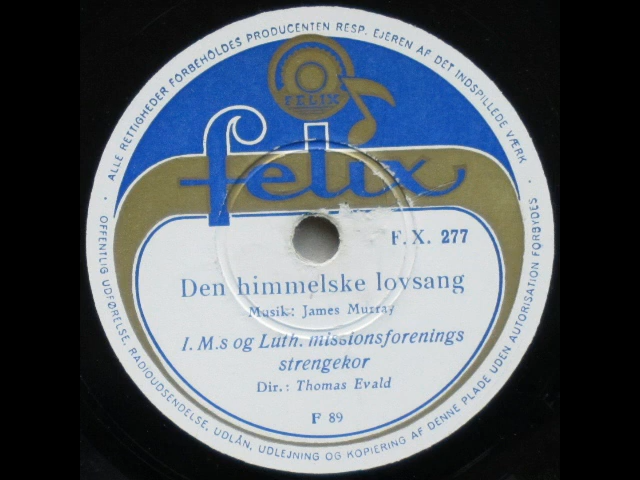 ALLE RETTIGHEDER FORBEHOLDES PRODUCENTEN RESP. EJEREN AF DET INDSPILLEDE VÆRK ·
FELIX
felix
F. X. 277
Den himmelske lovsang
Musik: James Murray
I. M.s og Luth. missionsforenings
strengekor
Dir.: Thomas Evald
F 89
· OFFENTLIG UDFØRELSE, RADIOUDSENDELSE, UDLÅN, UDLEJNING OG KOPIERING AF DENNE PLADE UDEN AUTORISATION FORBYDES ·